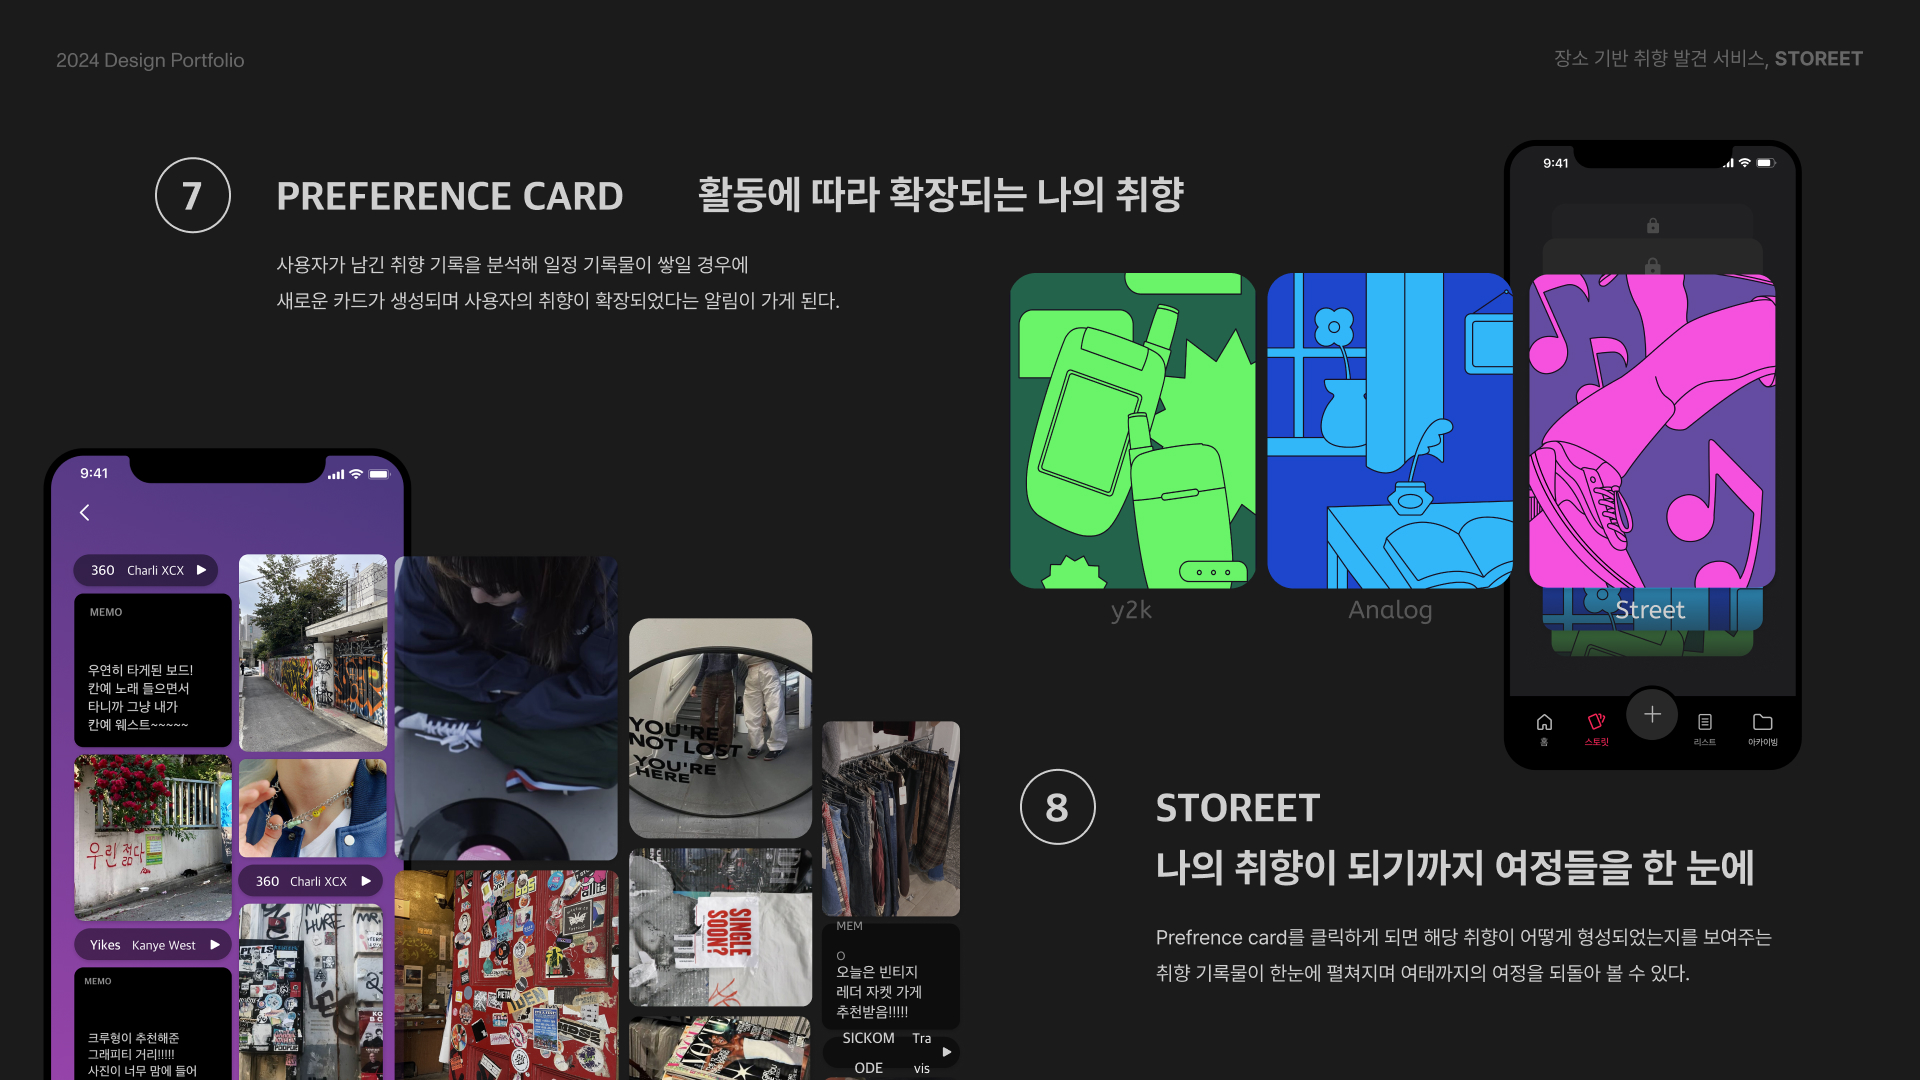 2024 Design Portfolio
장소 기반 취향 발견 서비스, STOREET
7
PREFERENCE CARD
활동에 따라 확장되는 나의 취향
사용자가 남긴 취향 기록을 분석해 일정 기록물이 쌓일 경우에
새로운 카드가 생성되며 사용자의 취향이 확장되었다는 알림이 가게 된다.
9:41
y2k
Analog
Street
홈
스토릿
리스트
아카이빙
9:41
360 Charli XCX
MEMO
우연히 타게된 보드!
칸예 노래 들으면서
타니까 그냥 내가
칸예 웨스트~~~~~
우린 젊다
360 Charli XCX
Yikes Kanye West
MEMO
크루형이 추천해준
그래피티 거리!!!!!
사진이 너무 맘에 들어
YOU'RE
NOT LOST
YOU'RE
HERE
SINGLE
SOON?
MEM
O
오늘은 빈티지
레더 자켓 가게
추천받음!!!!!
SICKOM Tra
ODE vis
8
STOREET
나의 취향이 되기까지 여정들을 한 눈에
Prefrence card를 클릭하게 되면 해당 취향이 어떻게 형성되었는지를 보여주는
취향 기록물이 한눈에 펼쳐지며 여태까지의 여정을 되돌아 볼 수 있다.